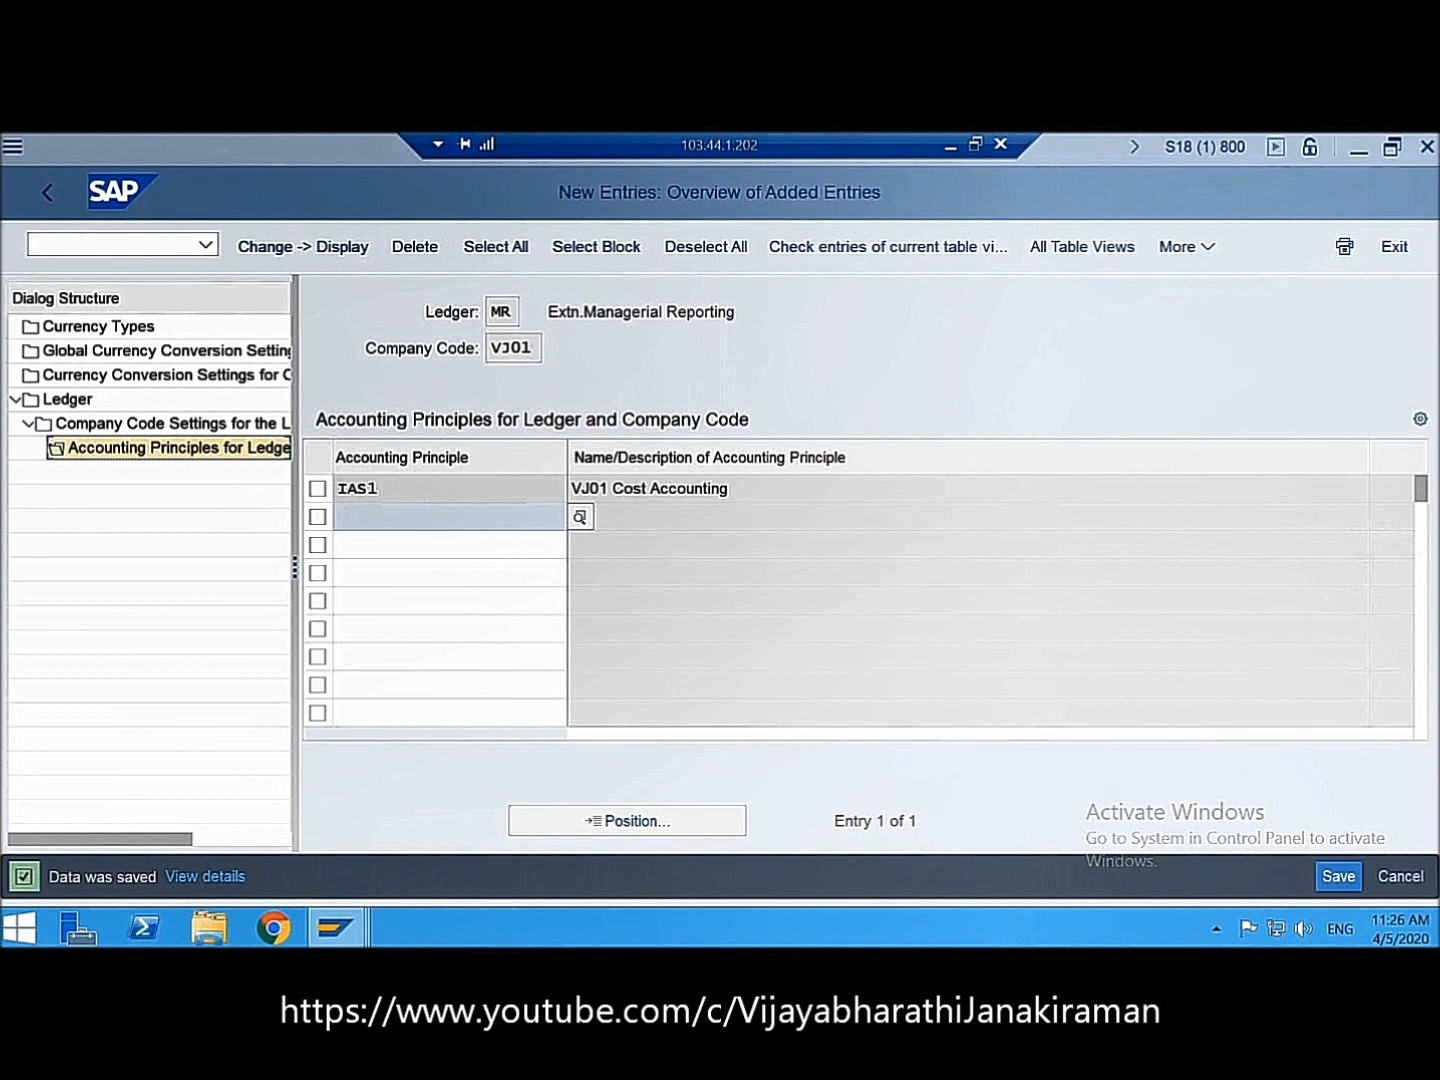 103.44.1.202
S18 (1) 800
SAP
New Entries: Overview of Added Entries
Change -> Display Delete Select All Select Block Deselect All Check entries of current table vi... All Table Views More Exit
Dialog Structure
Currency Types
Global Currency Conversion Setting
Currency Conversion Settings for C
Ledger
Company Code Settings for the L
Accounting Principles for Ledge
Ledger: MR Extn.Managerial Reporting
Company Code: VJ01
Accounting Principles for Ledger and Company Code
Accounting Principle Name/Description of Accounting Principle
IAS1 VJ01 Cost Accounting
Position... Entry 1 of 1
Activate Windows
Go to System in Control Panel to activate
Windows.
Data was saved View details Save Cancel
ENG 11:26 AM
4/5/2020
https://www.youtube.com/c/VijayabharathiJanakiraman